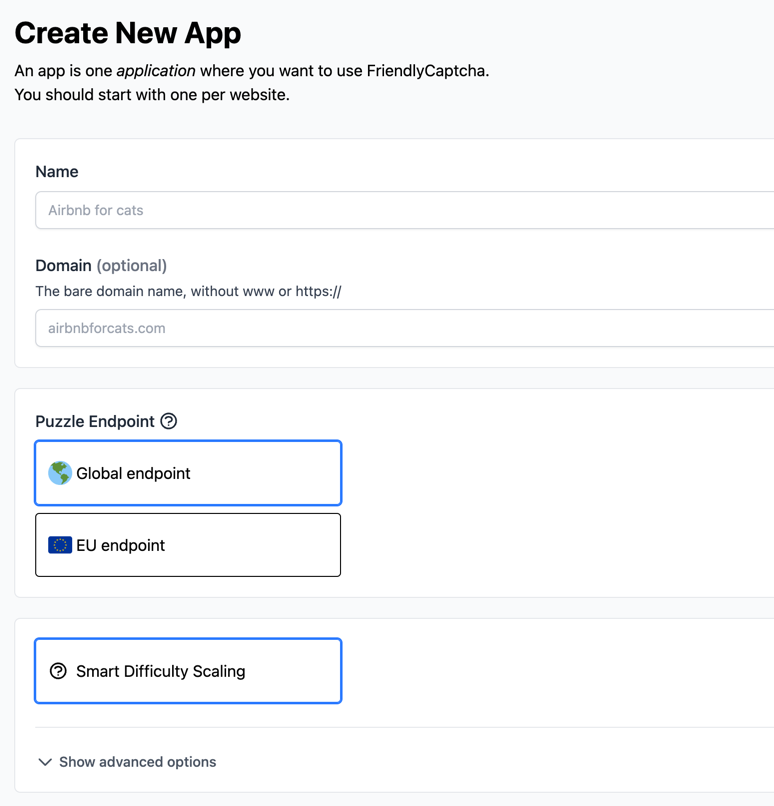 Create New App
An app is one application where you want to use FriendlyCaptcha.
You should start with one per website.
Name
Airbnb for cats
Domain (optional)
The bare domain name, without www or https://
airbnbforcats.com
Puzzle Endpoint
Global endpoint
EU endpoint
Smart Difficulty Scaling
Show advanced options